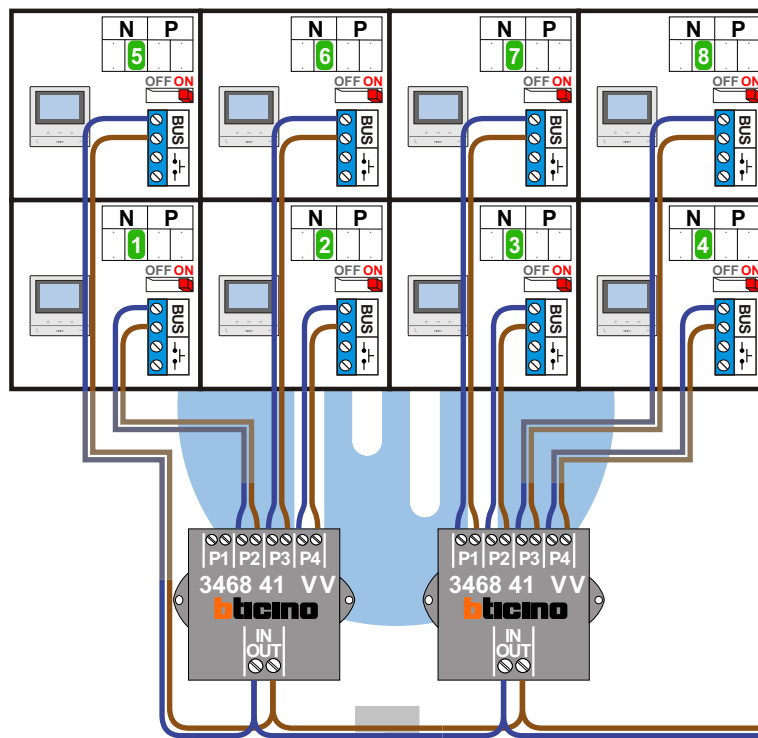 N P N P N P N P
5 6 7 8
OFF ON OFF ON OFF ON OFF ON
BUS BUS BUS BUS
N P N P N P N P
1 2 3 4
OFF ON OFF ON OFF ON OFF ON
BUS BUS BUS BUS
P1 P2 P3 P4 P1 P2 P3 P4
3468 41 V V 3468 41 V V
bticino bticino
IN IN
OUT OUT